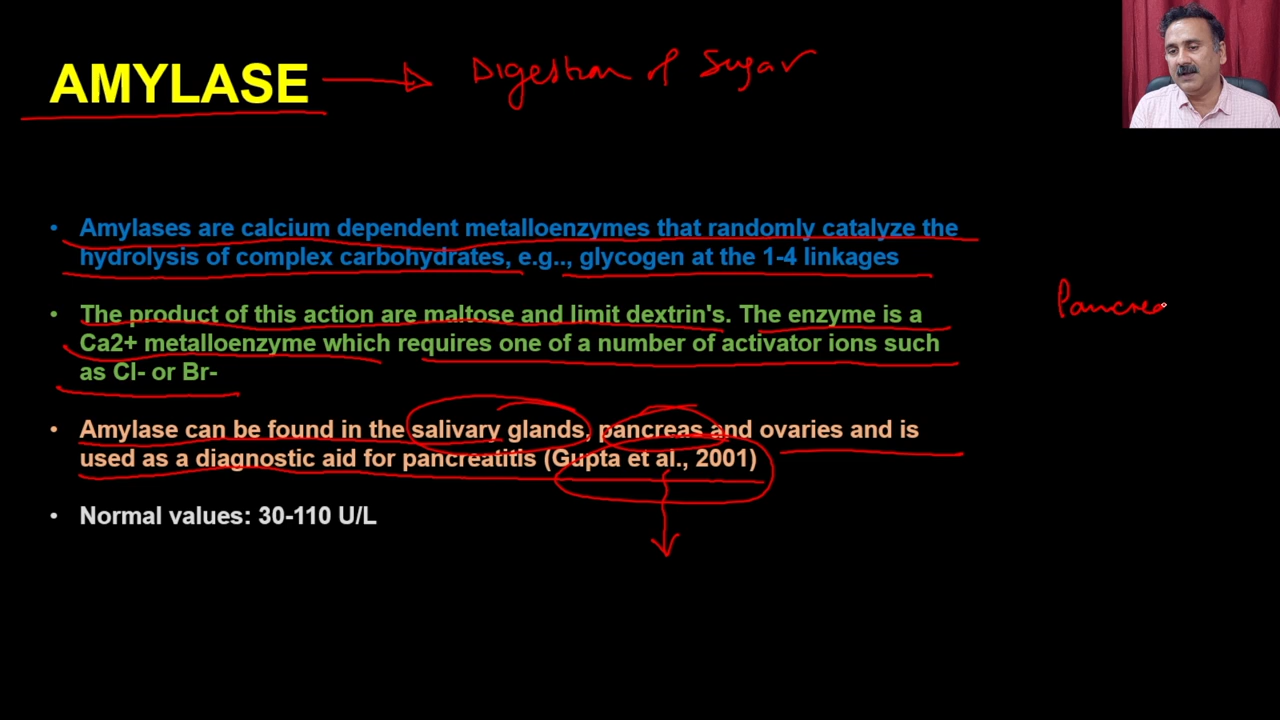 AMYLASE Digestion of Sugar
• Amylases are calcium dependent metalloenzymes that randomly catalyze the
hydrolysis of complex carbohydrates, e.g.., glycogen at the 1-4 linkages
• The product of this action are maltose and limit dextrin's. The enzyme is a
Ca2+ metalloenzyme which requires one of a number of activator ions such
as Cl- or Br-
Pancrea
• Amylase can be found in the salivary glands, pancreas and ovaries and is
used as a diagnostic aid for pancreatitis (Gupta et al., 2001)
• Normal values: 30-110 U/L